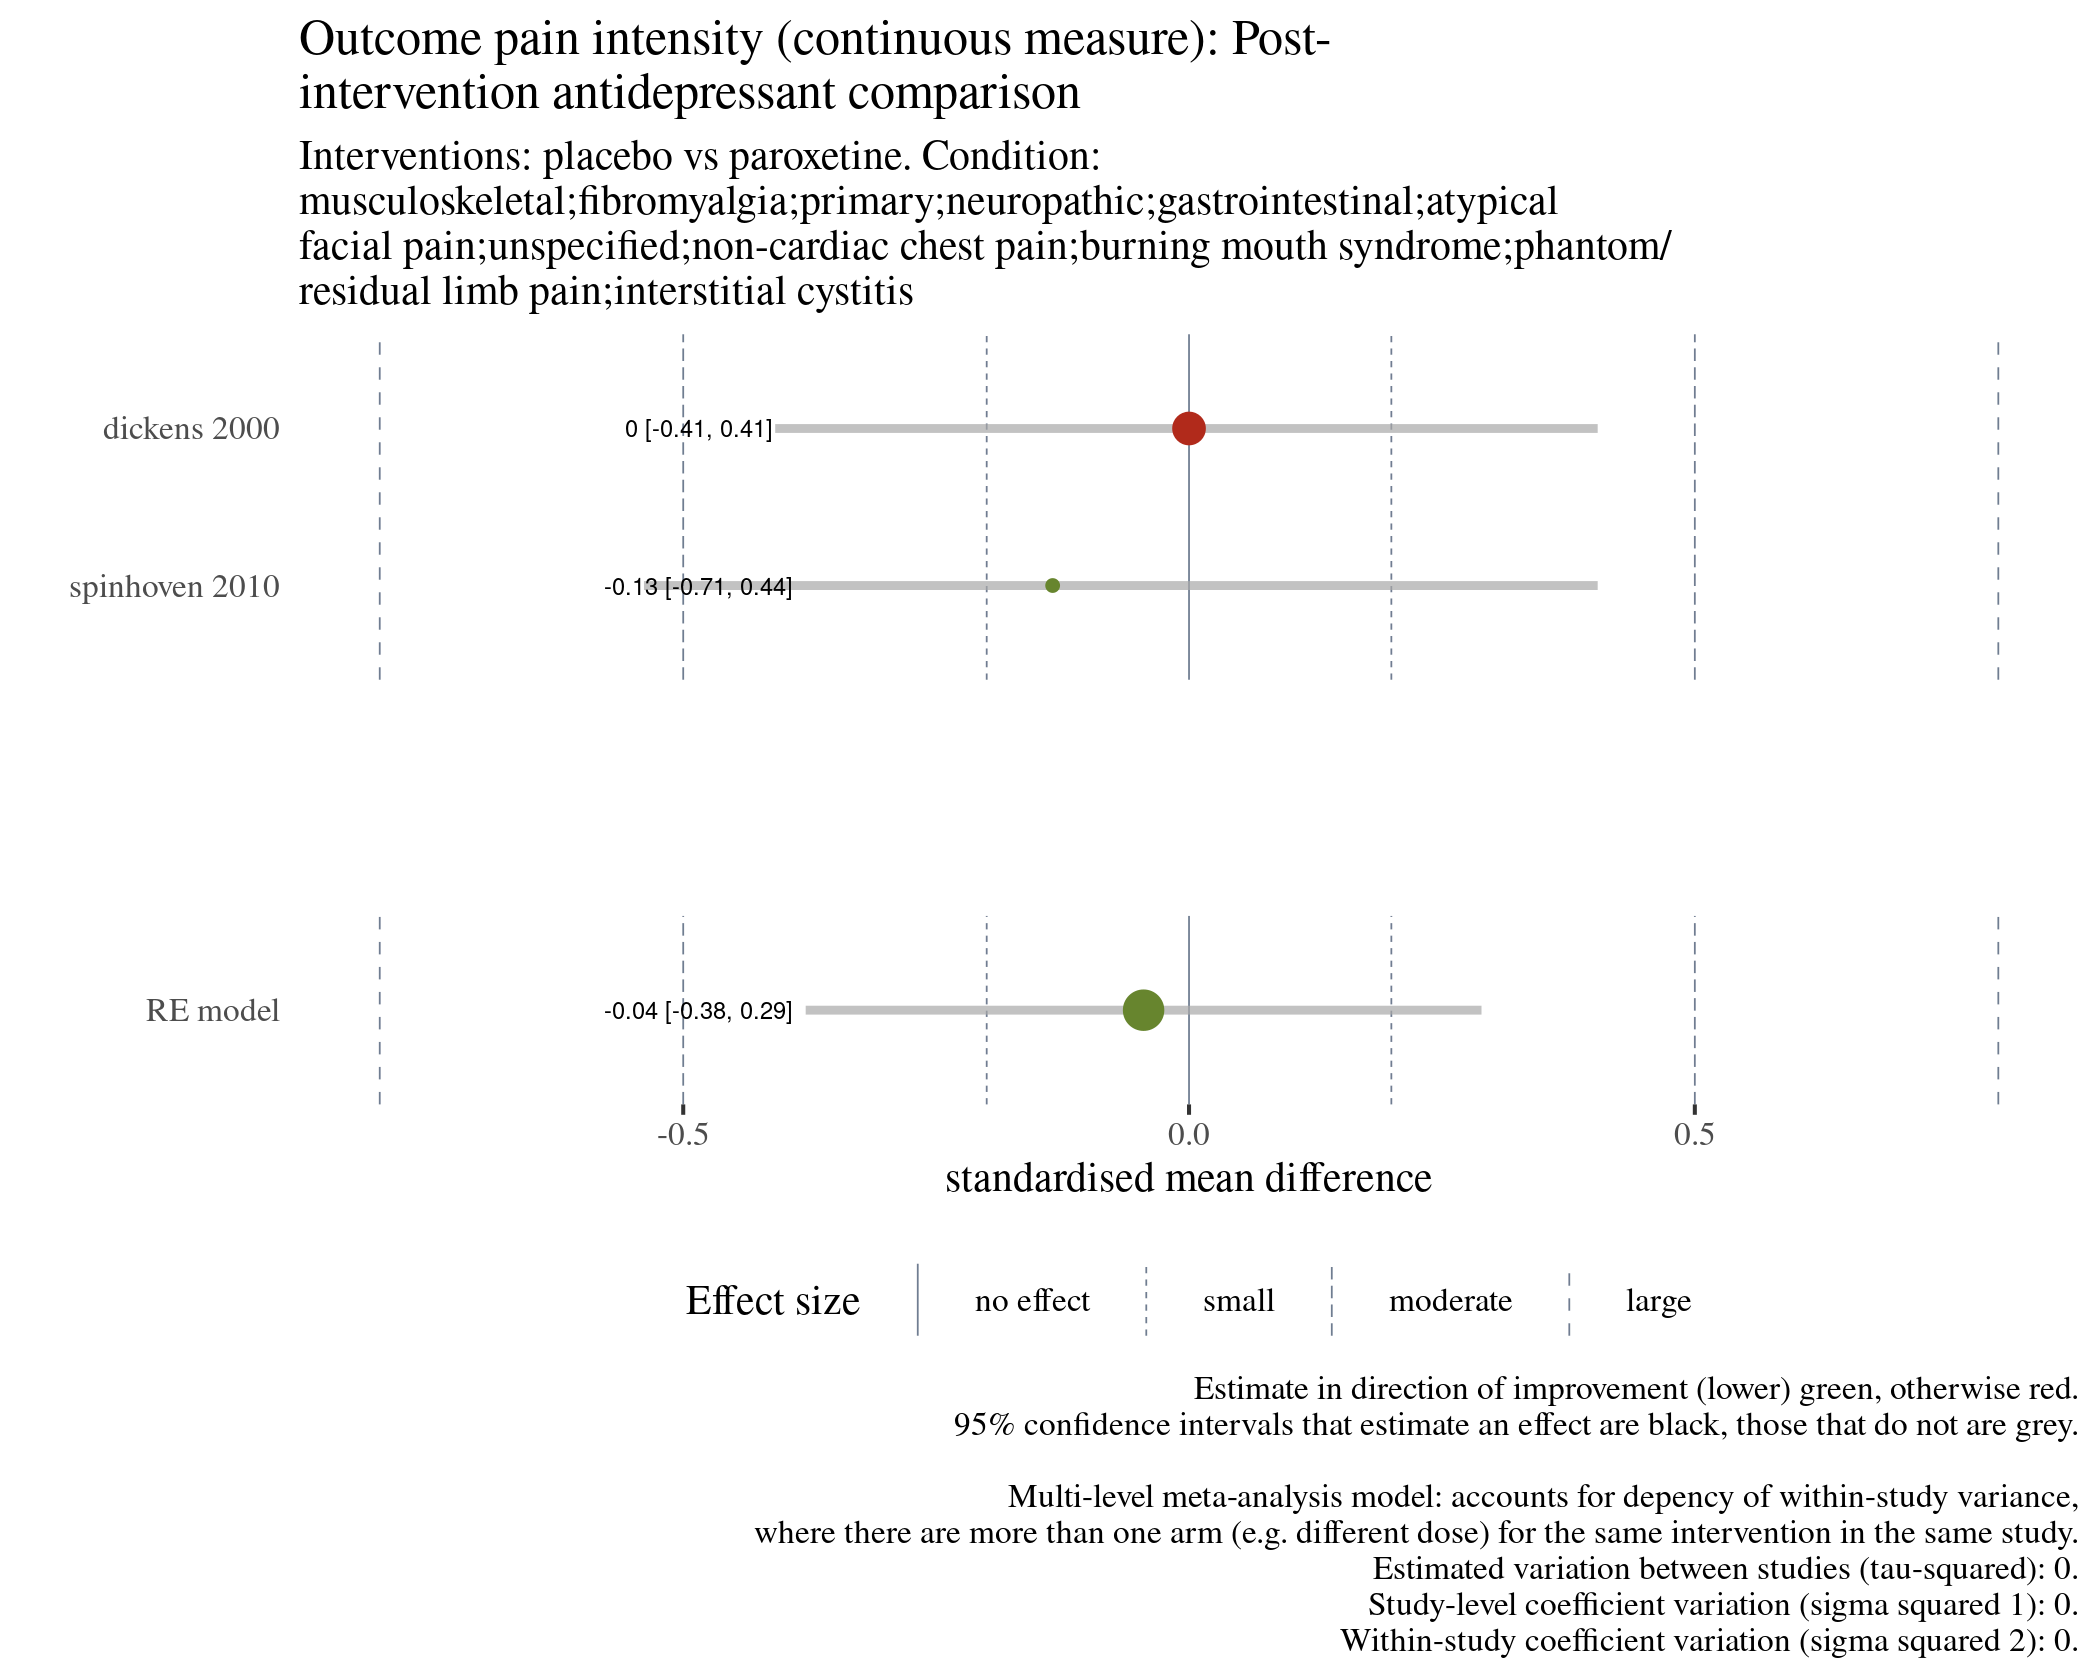 Outcome pain intensity (continuous measure): Post-
intervention antidepressant comparison
Interventions: placebo vs paroxetine. Condition:
musculoskeletal;fibromyalgia;primary;neuropathic;gastrointestinal;atypical
facial pain;unspecified;non-cardiac chest pain;burning mouth syndrome;phantom/
residual limb pain;interstitial cystitis
dickens 2000
0 [-0.41, 0.41]
spinhoven 2010
-0.13 [-0.71, 0.44]
RE model
-0.04 [-0.38, 0.29]
-0.5 0.0 0.5
standardised mean difference
Effect size no effect small moderate large
Estimate in direction of improvement (lower) green, otherwise red.
95% confidence intervals that estimate an effect are black, those that do not are grey.
Multi-level meta-analysis model: accounts for depency of within-study variance,
where there are more than one arm (e.g. different dose) for the same intervention in the same study.
Estimated variation between studies (tau-squared): 0.
Study-level coefficient variation (sigma squared 1): 0.
Within-study coefficient variation (sigma squared 2): 0.